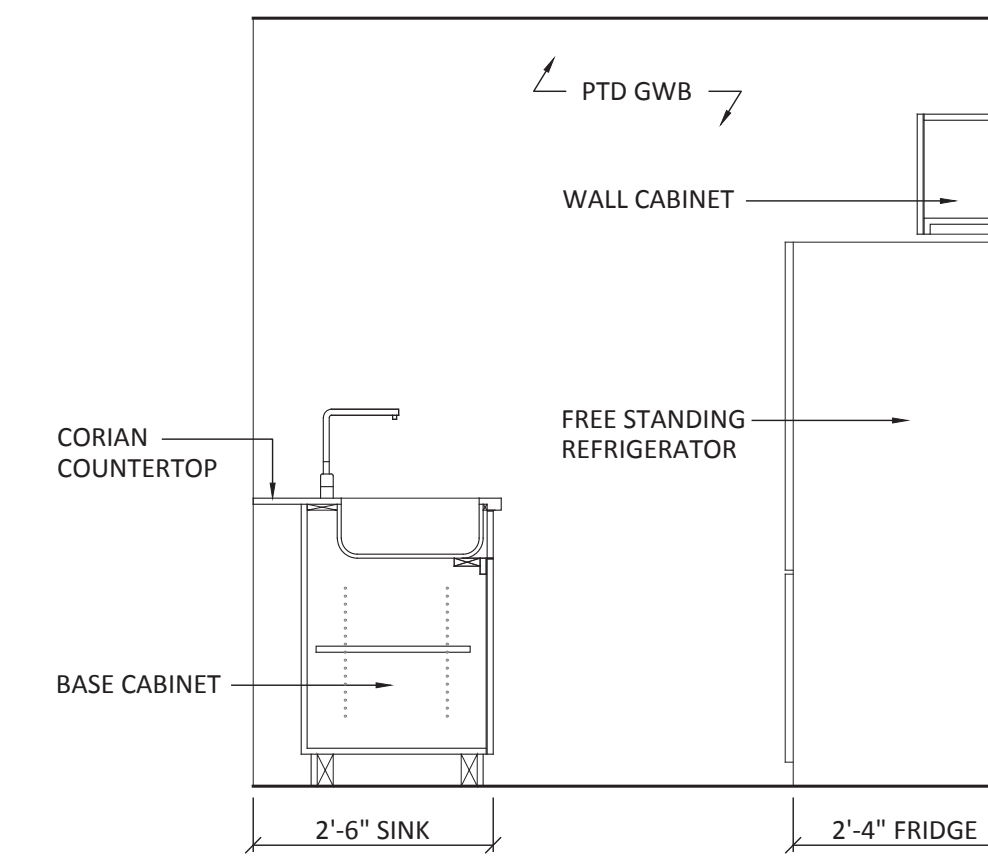 PTD GWB
WALL CABINET
CORIAN
COUNTERTOP
FREE STANDING
REFRIGERATOR
BASE CABINET
2'-6" SINK
2'-4" FRIDGE